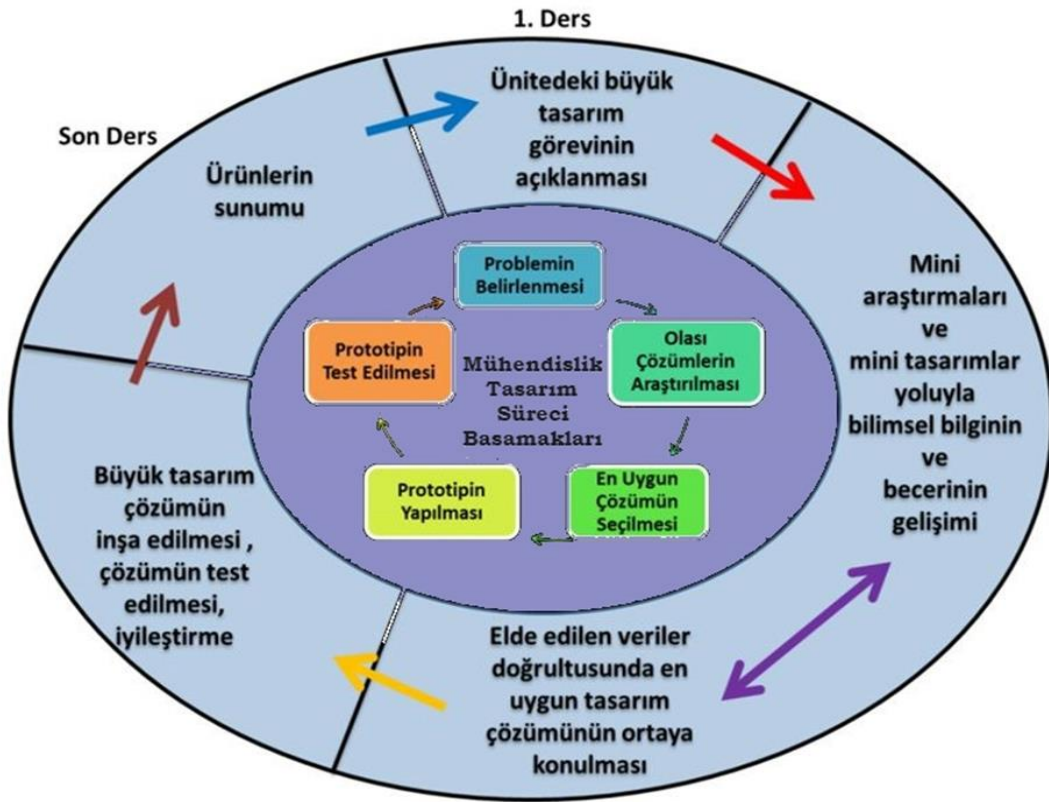 1. Ders
Ünitedeki büyük
tasarım
görevinin
açıklanması
Mini
araştırmaları
ve
mini tasarımlar
yoluyla
bilimsel bilginin
ve
becerinin
gelişimi
Elde edilen veriler
doğrultusunda en
uygun tasarım
çözümünün ortaya
konulması
Büyük tasarım
çözümün
inşa edilmesi ,
çözümün test
edilmesi,
iyileştirme
Son Ders
Ürünlerin
sunumu
Problemin
Belirlenmesi
Olası
Çözümlerin
Araştırılması
En Uygun
Çözümün
Seçilmesi
Prototipin
Yapılması
Prototipin
Test Edilmesi
Mühendislik
Tasarım
Süreci
Basamakları